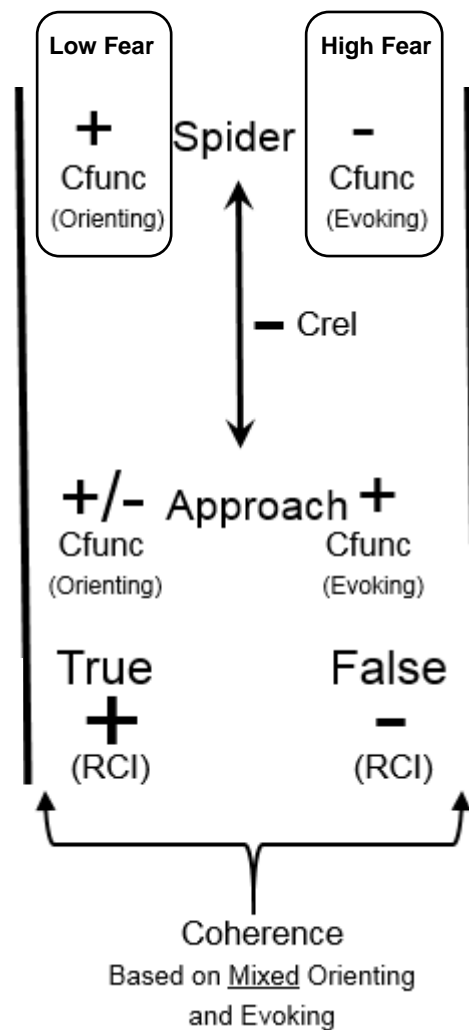 Low Fear High Fear
+ Spider -
Cfunc Cfunc
(Orienting) (Evoking)
- Crel
+/- Approach +
Cfunc Cfunc
(Orienting) (Evoking)
True False
+ -
(RCI) (RCI)
Coherence
Based on Mixed Orienting
and Evoking